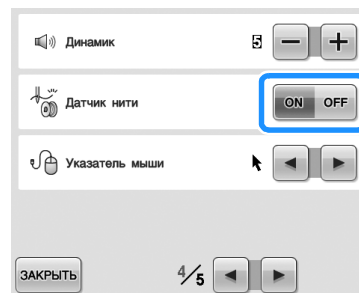 Динамик 5 − +
Датчик нити ON OFF
Указатель мыши
ЗАКРЫТЬ 4/5